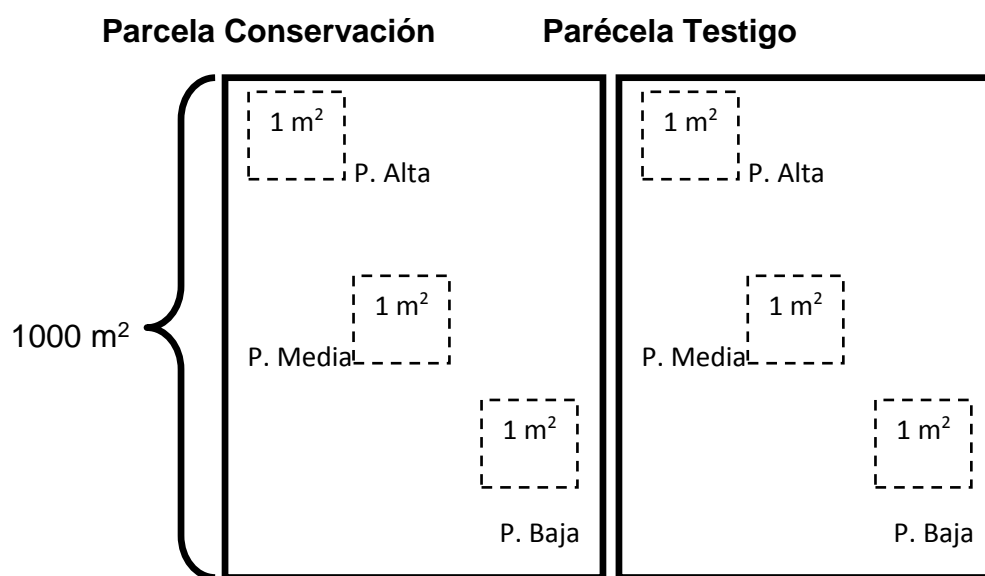 Parcela Conservación
Parécela Testigo
1000 m²
1 m²
P. Alta
1 m²
P. Media
1 m²
P. Baja
1 m²
P. Alta
1 m²
P. Media
1 m²
P. Baja